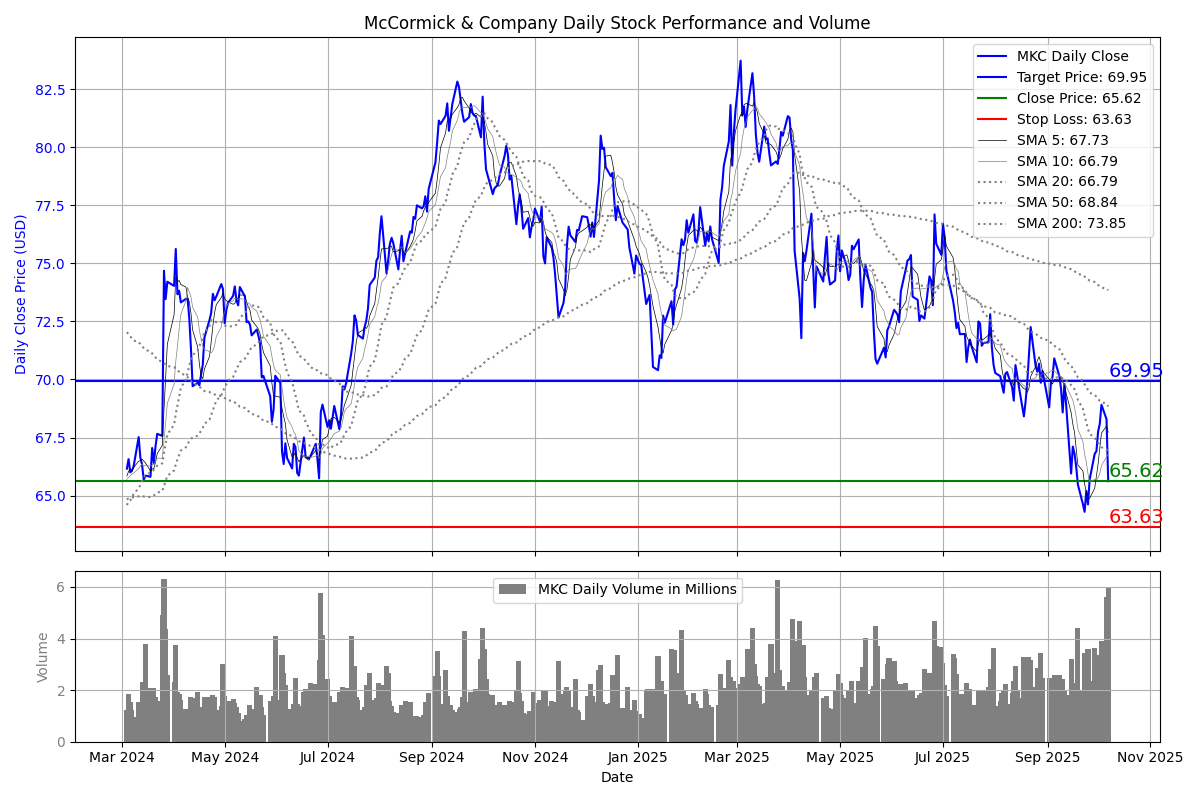 McCormick & Company Daily Stock Performance and Volume
MKC Daily Close
Target Price: 69.95
Close Price: 65.62
Stop Loss: 63.63
SMA 5: 67.73
SMA 10: 66.79
SMA 20: 66.79
SMA 50: 68.84
SMA 200: 73.85
Daily Close Price (USD)
82.5
80.0
77.5
75.0
72.5
70.0
67.5
65.0
69.95
65.62
63.63
MKC Daily Volume in Millions
Volume
6
4
2
0
Mar 2024 May 2024 Jul 2024 Sep 2024 Nov 2024 Jan 2025 Mar 2025 May 2025 Jul 2025 Sep 2025 Nov 2025
Date